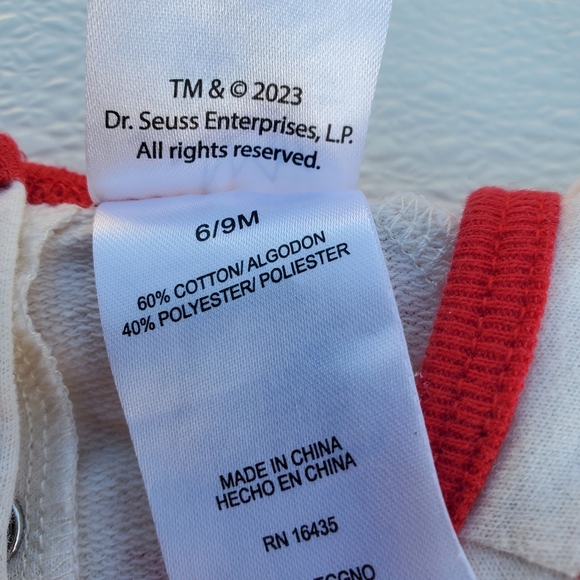 TM & © 2023
Dr. Seuss Enterprises, L.P.
All rights reserved.
6/9M
60% COTTON/ ALGODON
40% POLYESTER/ POLIESTER
MADE IN CHINA
HECHO EN CHINA
RN 16435